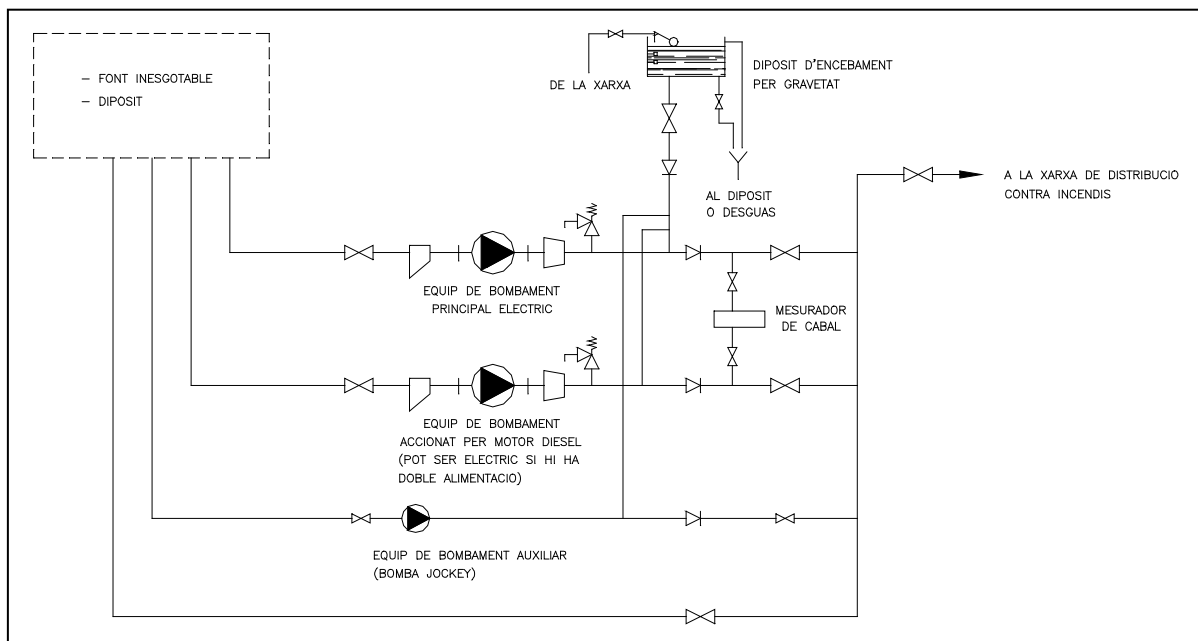 – FONT INESGOTABLE
– DIPOSIT
DE LA XARXA
DIPOSIT D'ENCEBAMENT
PER GRAVETAT
AL DIPOSIT
O DESGUAS
A LA XARXA DE DISTRIBUCIO
CONTRA INCENDIS
EQUIP DE BOMBAMENT
PRINCIPAL ELECTRIC
MESURADOR
DE CABAL
EQUIP DE BOMBAMENT
ACCIONAT PER MOTOR DIESEL
(POT SER ELECTRIC SI HI HA
DOBLE ALIMENTACIO)
EQUIP DE BOMBAMENT AUXILIAR
(BOMBA JOCKEY)